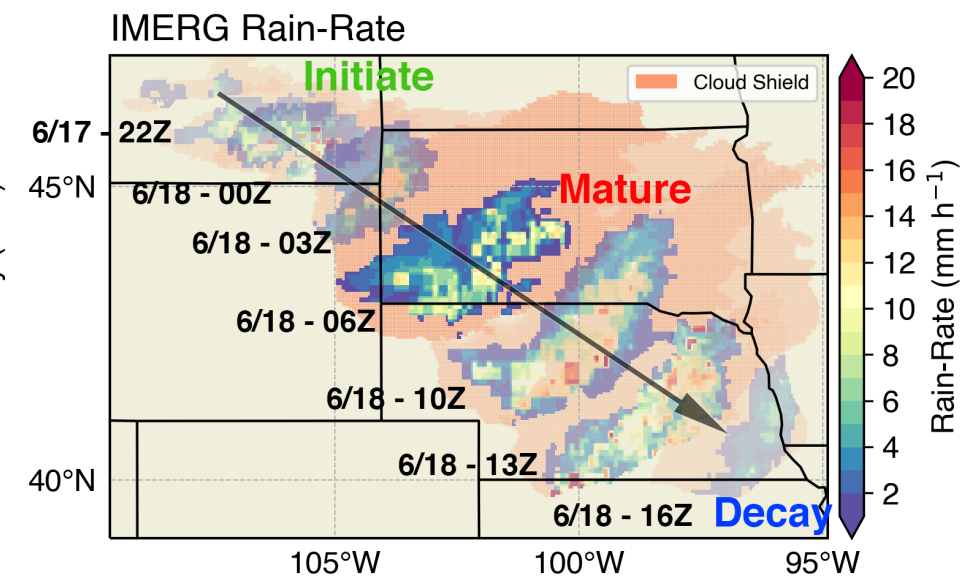 IMERG Rain-Rate
Initiate
Cloud Shield
20
6/17 - 22Z
18
45°N
6/18 - 00Z
Mature
16
14
6/18 - 03Z
12
6/18 - 06Z
10
8
6/18 - 10Z
6
6/18 - 13Z
4
40°N
2
6/18 - 16Z
Decay
105°W
100°W
95°W
Rain-Rate (mm h−1)